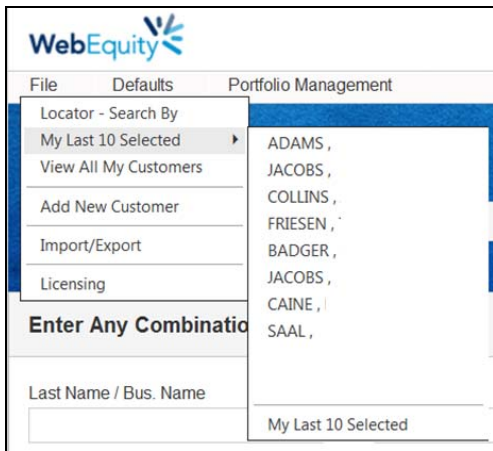 WebEquity
File Defaults Portfolio Management
Locator - Search By
My Last 10 Selected
View All My Customers
Add New Customer
Import/Export
Licensing
ADAMS ,
JACOBS ,
COLLINS ,
FRIESEN ,
BADGER ,
JACOBS ,
CAINE ,
SAAL ,
My Last 10 Selected
Enter Any Combinatio
Last Name / Bus. Name